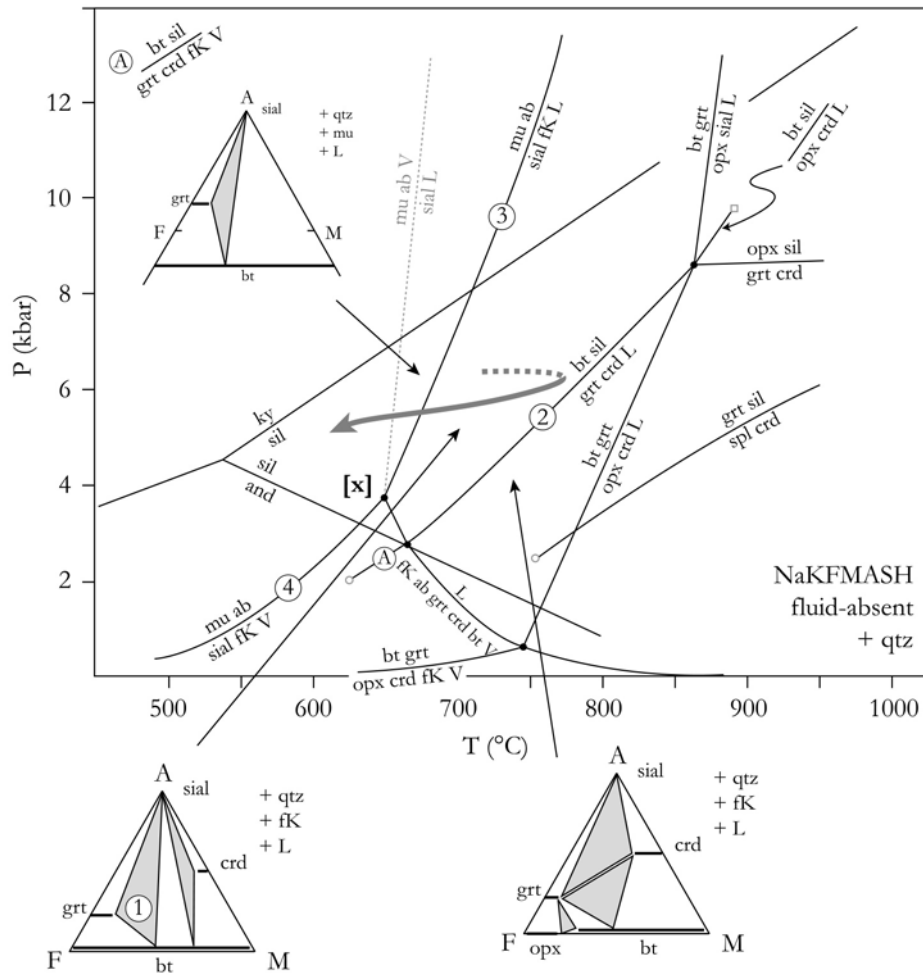 A
bt sil
grt crd fK V
A
sial
+ qtz
+ mu
+ L
grt
F
M
bt
mu ab V
sial L
mu ab
sial fK L
3
bt grt
opx sial L
bt sil
opx crd L
opx sil
grt crd
bt sil
grt crd L
2
ky
sil
sil
and
[x]
bt grt
opx crd L
grt sil
spl crd
A
L
fK ab grt crd bt V
4
mu ab
sial fK V
bt grt
opx crd fK V
NaKFMASH
fluid-absent
+ qtz
12
10
8
6
4
2
P (kbar)
500
600
700
800
900
1000
T (°C)
A
sial
+ qtz
+ fK
+ L
crd
grt
1
F
bt
M
A
sial
+ qtz
+ fK
+ L
crd
grt
F
opx
bt
M